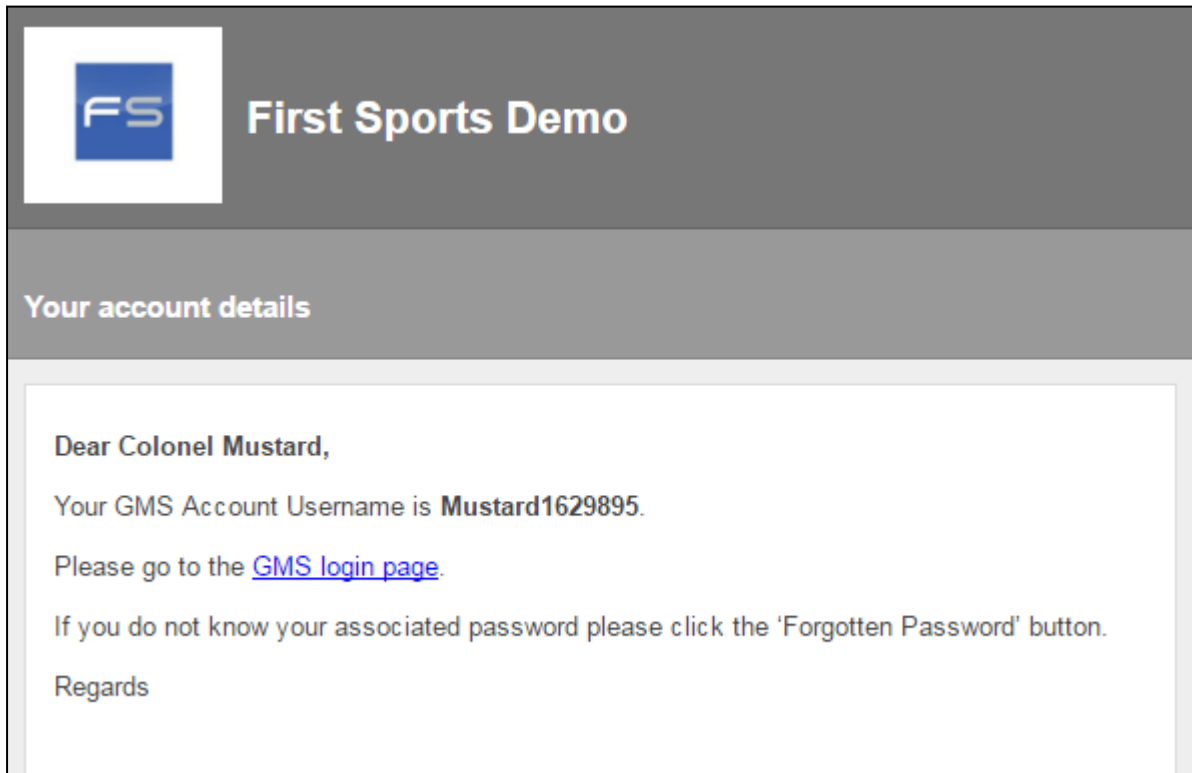 FS
First Sports Demo
Your account details
Dear Colonel Mustard,
Your GMS Account Username is Mustard1629895.
Please go to the GMS login page.
If you do not know your associated password please click the ‘Forgotten Password’ button.
Regards